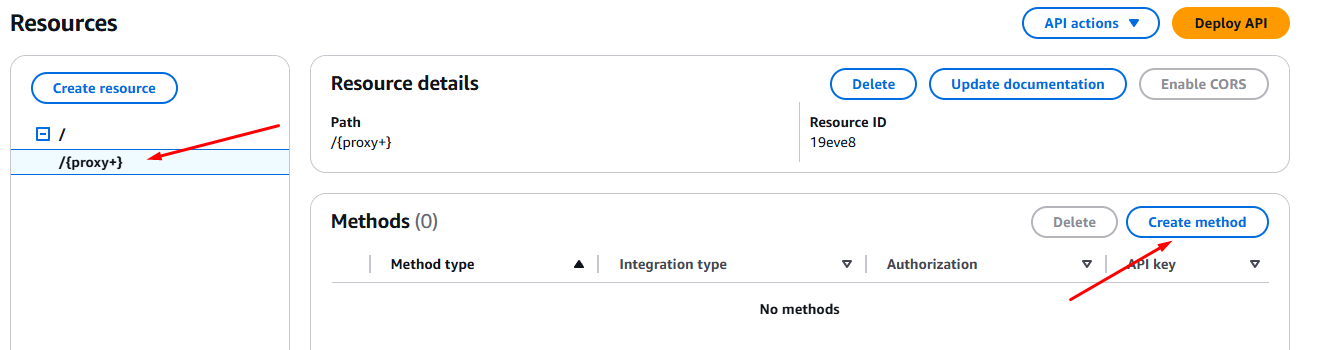 Resources
API actions
Deploy API
Create resource
/
/{proxy+}
Resource details
Delete
Update documentation
Enable CORS
Path
/{proxy+}
Resource ID
19eve8
Methods (0)
Delete
Create method
Method type
Integration type
Authorization
API key
No methods